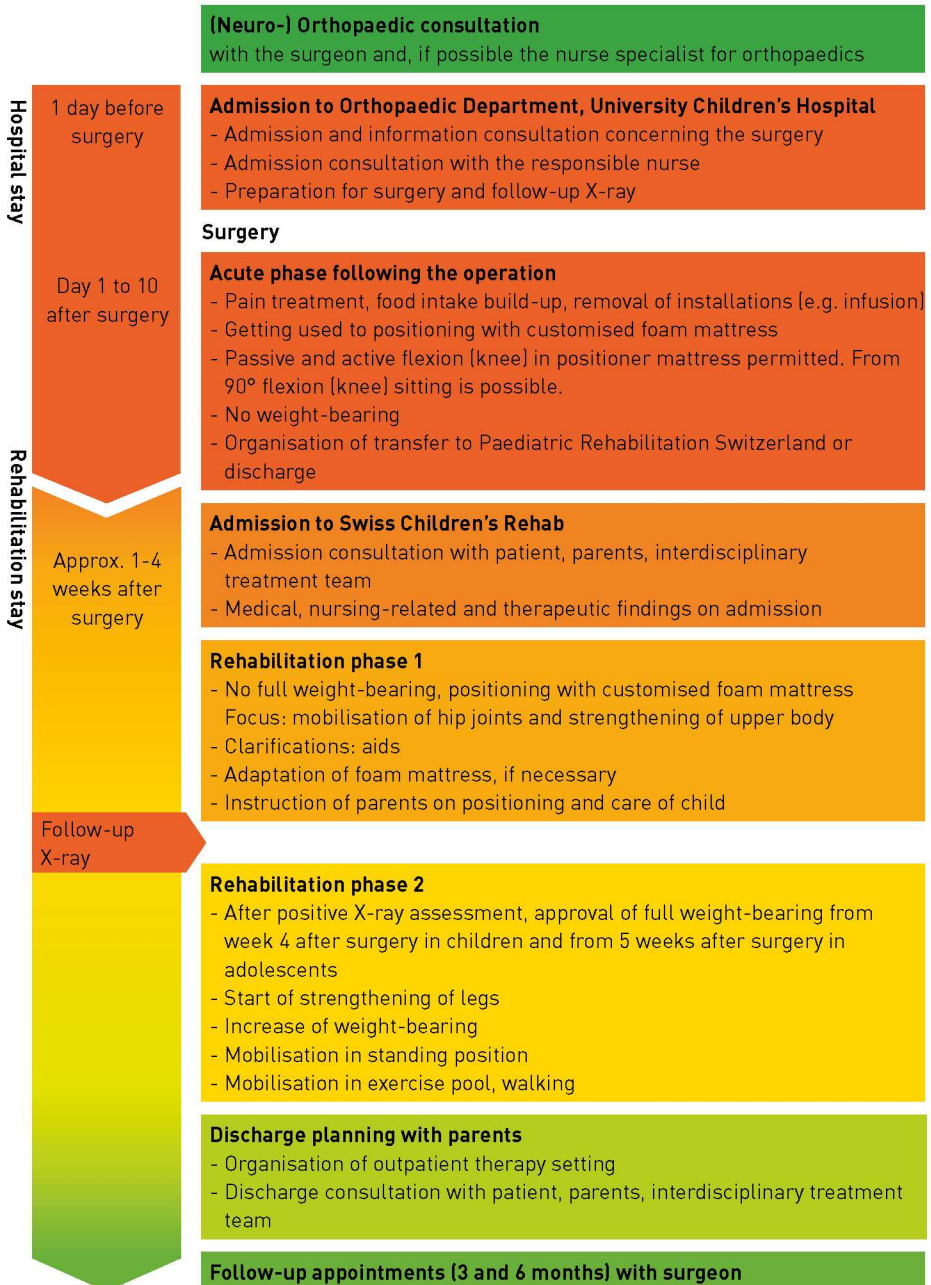 (Neuro-) Orthopaedic consultation
with the surgeon and, if possible the nurse specialist for orthopaedics
Hospital stay
1 day before
surgery
Admission to Orthopaedic Department, University Children's Hospital
- Admission and information consultation concerning the surgery
- Admission consultation with the responsible nurse
- Preparation for surgery and follow-up X-ray
Surgery
Day 1 to 10
after surgery
Acute phase following the operation
- Pain treatment, food intake build-up, removal of installations (e.g. infusion)
- Getting used to positioning with customised foam mattress
- Passive and active flexion (knee) in positioner mattress permitted. From
90° flexion (knee) sitting is possible.
- No weight-bearing
- Organisation of transfer to Paediatric Rehabilitation Switzerland or
discharge
Rehabilitation stay
Approx. 1-4
weeks after
surgery
Admission to Swiss Children's Rehab
- Admission consultation with patient, parents, interdisciplinary
treatment team
- Medical, nursing-related and therapeutic findings on admission
Rehabilitation phase 1
- No full weight-bearing, positioning with customised foam mattress
Focus: mobilisation of hip joints and strengthening of upper body
- Clarifications: aids
- Adaptation of foam mattress, if necessary
- Instruction of parents on positioning and care of child
Follow-up
X-ray
Rehabilitation phase 2
- After positive X-ray assessment, approval of full weight-bearing from
week 4 after surgery in children and from 5 weeks after surgery in
adolescents
- Start of strengthening of legs
- Increase of weight-bearing
- Mobilisation in standing position
- Mobilisation in exercise pool, walking
Discharge planning with parents
- Organisation of outpatient therapy setting
- Discharge consultation with patient, parents, interdisciplinary treatment
team
Follow-up appointments (3 and 6 months) with surgeon